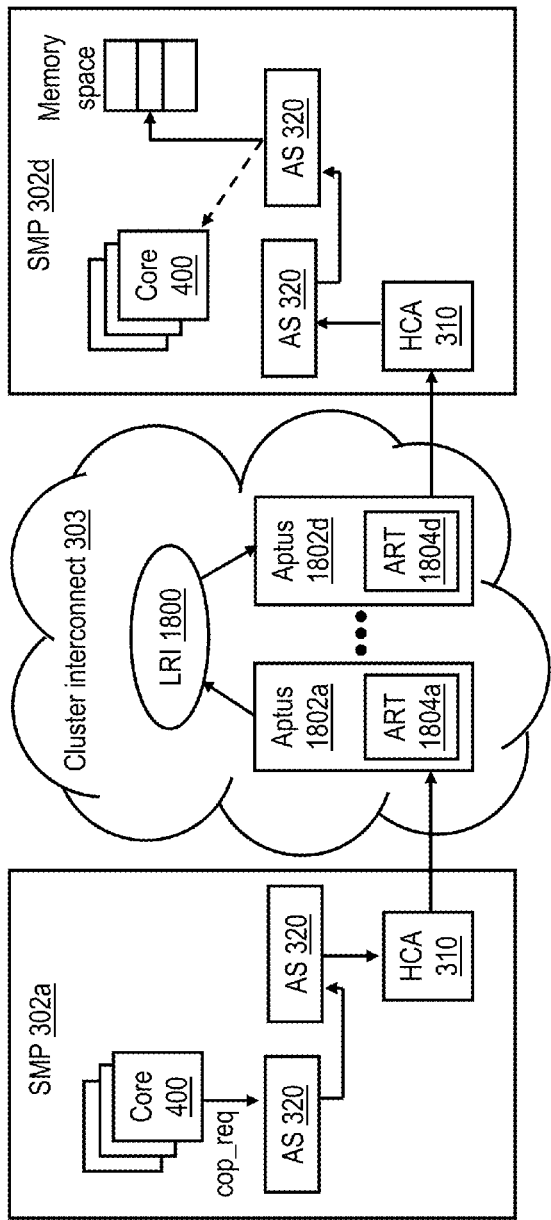 SMP 302a
Core
400
cop_req
AS 320
AS 320
HCA
310
Cluster interconnect 303
LRI 1800
Aptus
1802a
ART
1804a
Aptus
1802d
ART
1804d
SMP 302d
Memory
space
Core
400
AS 320
AS 320
HCA
310